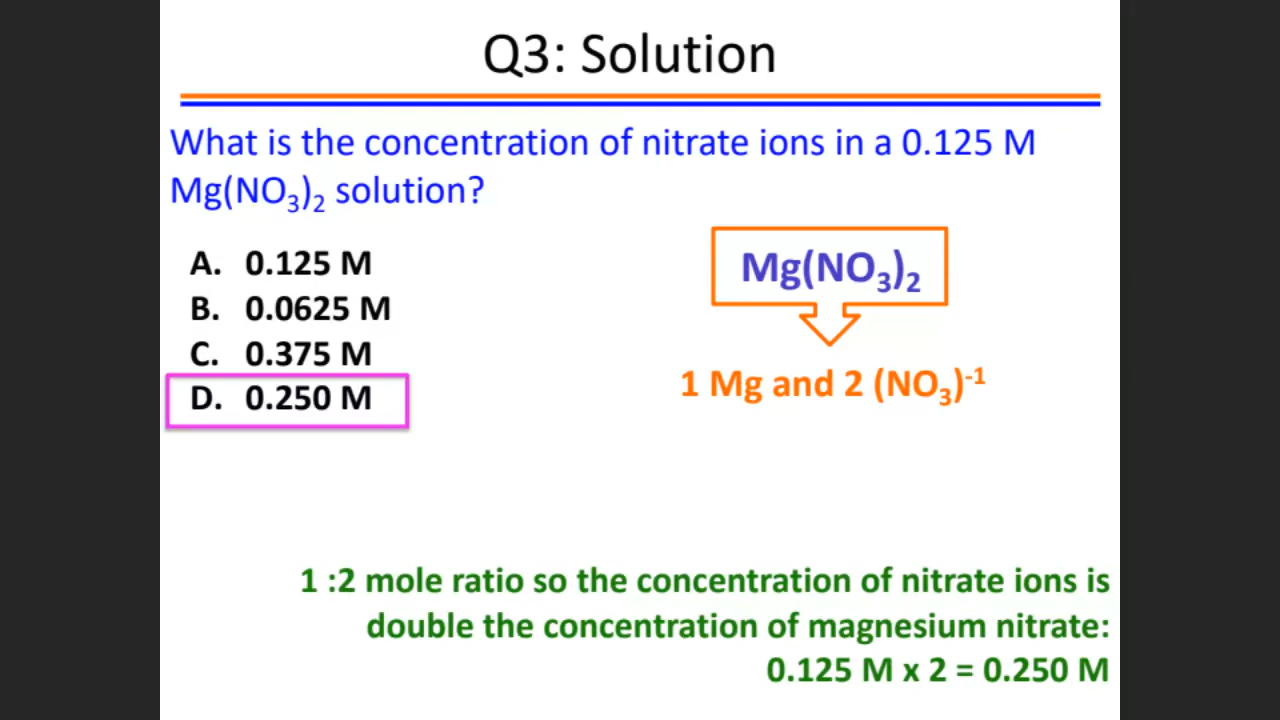 Q3: Solution
What is the concentration of nitrate ions in a 0.125 M
Mg(NO₃)₂ solution?
A. 0.125 M
B. 0.0625 M
C. 0.375 M
D. 0.250 M
Mg(NO₃)₂
1 Mg and 2 (NO₃)⁻¹
1 :2 mole ratio so the concentration of nitrate ions is
double the concentration of magnesium nitrate:
0.125 M x 2 = 0.250 M